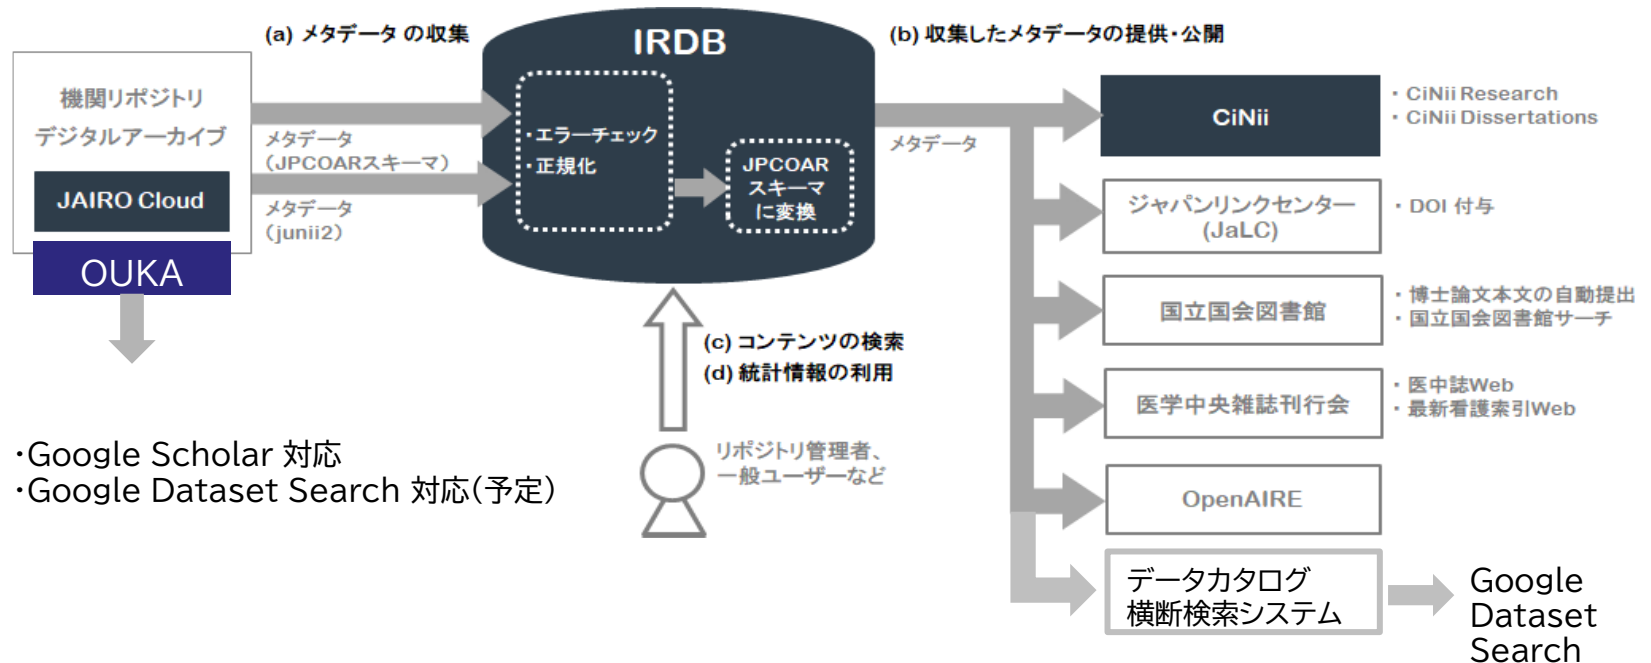 (a) メタデータ の収集
IRDB
(b) 収集したメタデータの提供・公開
機関リポジトリ
デジタルアーカイブ
JAIRO Cloud
OUKA
メタデータ
(JPCOARスキーマ)
メタデータ
(junii2)
・エラーチェック
・正規化
JPCOAR
スキーマ
に変換
メタデータ
CiNii
・CiNii Research
・CiNii Dissertations
ジャパンリンクセンター
(JaLC)
・DOI 付与
国立国会図書館
・博士論文本文の自動提出
・国立国会図書館サーチ
医学中央雑誌刊行会
・医中誌Web
・最新看護索引Web
OpenAIRE
データカタログ
横断検索システム
Google
Dataset
Search
(c) コンテンツの検索
(d) 統計情報の利用
リポジトリ管理者、
一般ユーザーなど
・Google Scholar 対応
・Google Dataset Search 対応(予定)